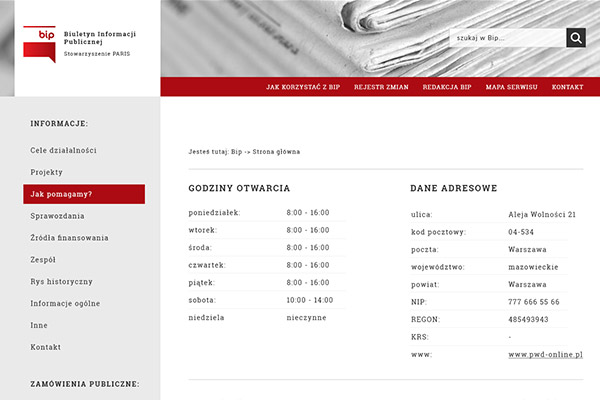 bip
Biuletyn Informacji
Publicznej
Stowarzyszenie PARIS
szukaj w Bip...
JAK KORZYSTAĆ Z BIP REJESTR ZMIAN REDAKCJA BIP MAPA SERWISU KONTAKT
INFORMACJE:
Cele działalności
Projekty
Jak pomagamy?
Sprawozdania
Źródła finansowania
Zespół
Rys historyczny
Informacje ogólne
Inne
Kontakt
ZAMÓWIENIA PUBLICZNE:
Jesteś tutaj: Bip -> Strona główna
GODZINY OTWARCIA
poniedziałek: 8:00 - 16:00
wtorek: 8:00 - 16:00
środa: 8:00 - 16:00
czwartek: 8:00 - 16:00
piątek: 8:00 - 16:00
sobota: 10:00 - 14:00
niedziela nieczynne
DANE ADRESOWE
ulica: Aleja Wolności 21
kod pocztowy: 04-534
poczta: Warszawa
województwo: mazowieckie
powiat: Warszawa
NIP: 777 666 55 66
REGON: 485493943
KRS: -
www: www.pwd-online.pl